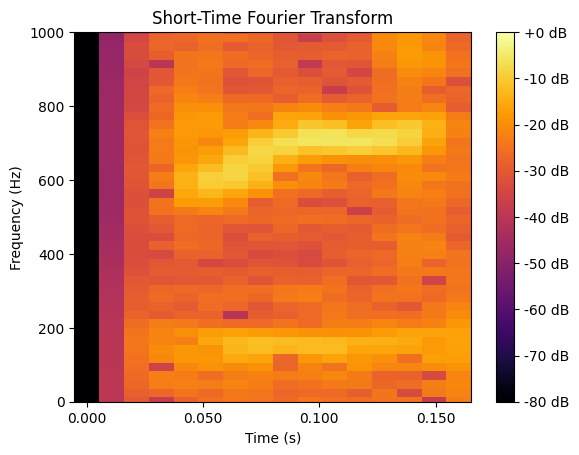 Short-Time Fourier Transform
1000
800
600
400
200
0
Frequency (Hz)
0.000
0.050
0.100
0.150
Time (s)
+0 dB
-10 dB
-20 dB
-30 dB
-40 dB
-50 dB
-60 dB
-70 dB
-80 dB